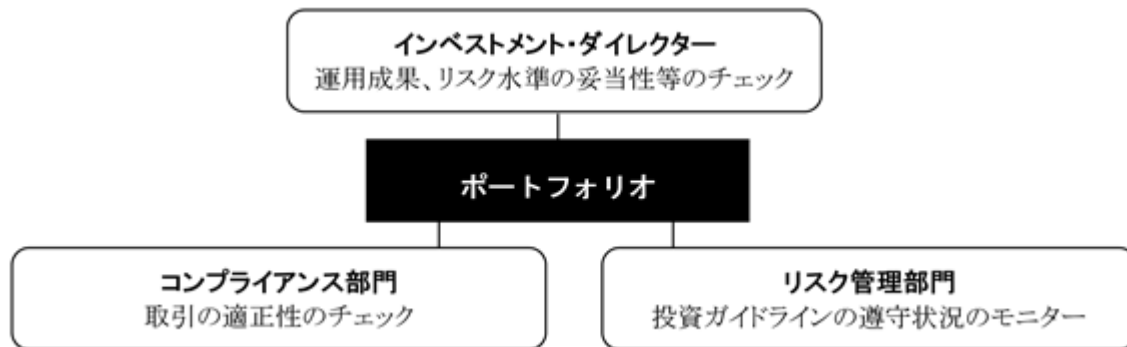 インベストメント・ダイレクター
運用成果、リスク水準の妥当性等のチェック
ポートフォリオ
コンプライアンス部門
取引の適正性のチェック
リスク管理部門
投資ガイドラインの遵守状況のモニター